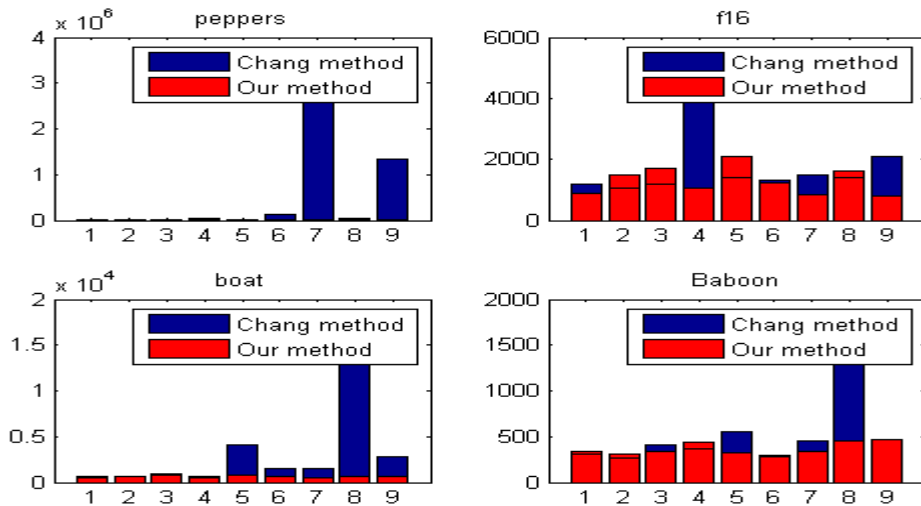 peppers
x 10^6
4
3
2
1
0
Chang method
Our method
1 2 3 4 5 6 7 8 9
f16
6000
4000
2000
0
Chang method
Our method
1 2 3 4 5 6 7 8 9
boat
x 10^4
2
1.5
1
0.5
0
Chang method
Our method
1 2 3 4 5 6 7 8 9
Baboon
2000
1500
1000
500
0
Chang method
Our method
1 2 3 4 5 6 7 8 9